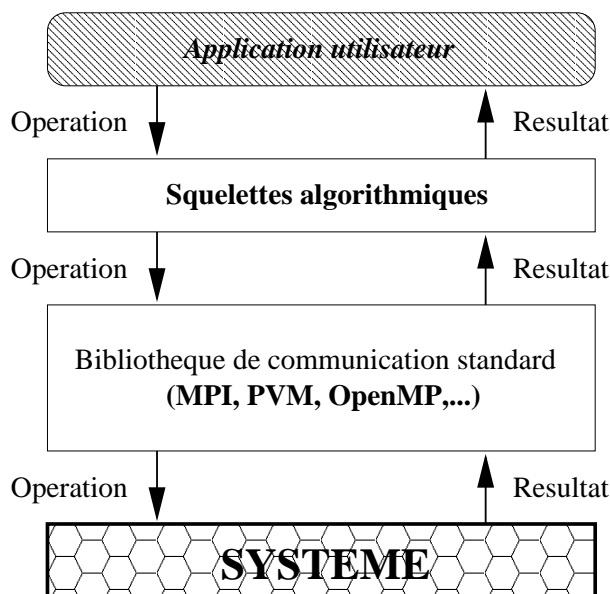 Application utilisateur
Operation
Resultat
Squelettes algorithmiques
Operation
Resultat
Bibliotheque de communication standard
(MPI, PVM, OpenMP,...)
Operation
Resultat
SYSTEME